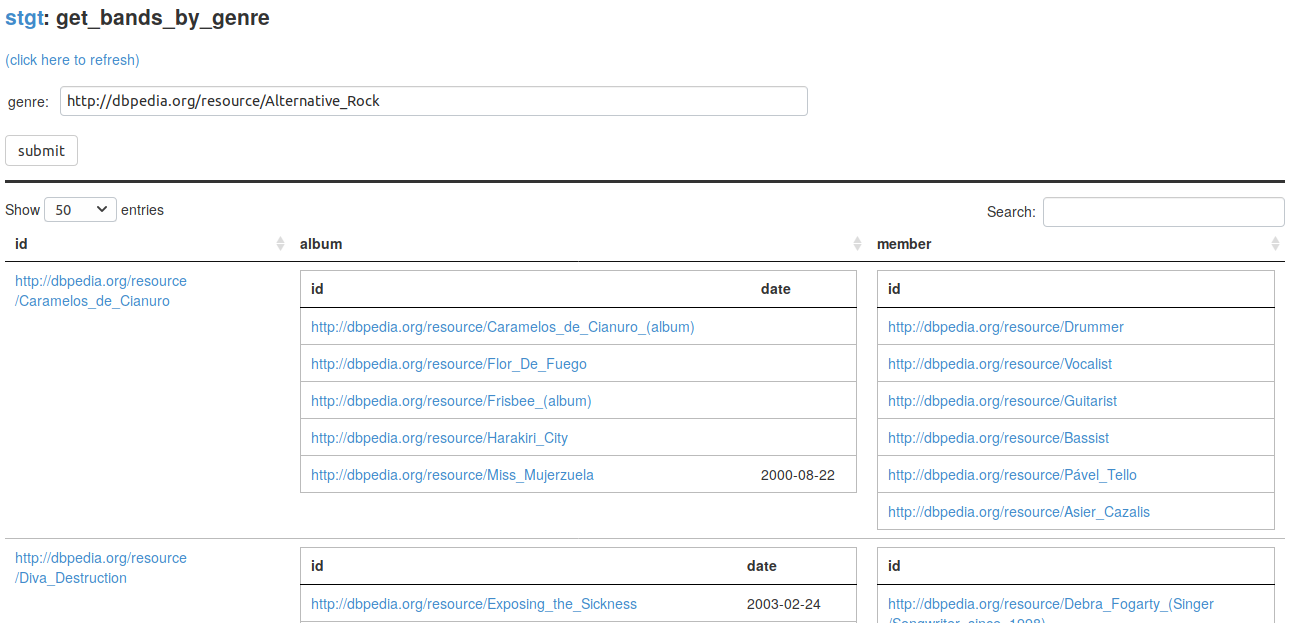 stgt: get_bands_by_genre
(click here to refresh)
genre: http://dbpedia.org/resource/Alternative_Rock
submit
Show 50 entries Search:
id album member
http://dbpedia.org/resource
/Caramelos_de_Cianuro
id date
http://dbpedia.org/resource/Caramelos_de_Cianuro_(album)
http://dbpedia.org/resource/Flor_De_Fuego
http://dbpedia.org/resource/Frisbee_(album)
http://dbpedia.org/resource/Harakiri_City
http://dbpedia.org/resource/Miss_Mujerzuela 2000-08-22
id
http://dbpedia.org/resource/Drummer
http://dbpedia.org/resource/Vocalist
http://dbpedia.org/resource/Guitarist
http://dbpedia.org/resource/Bassist
http://dbpedia.org/resource/Pável_Tello
http://dbpedia.org/resource/Asier_Cazalis
http://dbpedia.org/resource
/Diva_Destruction
id date
http://dbpedia.org/resource/Exposing_the_Sickness 2003-02-24
id
http://dbpedia.org/resource/Debra_Fogarty_(Singer
/Songwriter_since_1998)